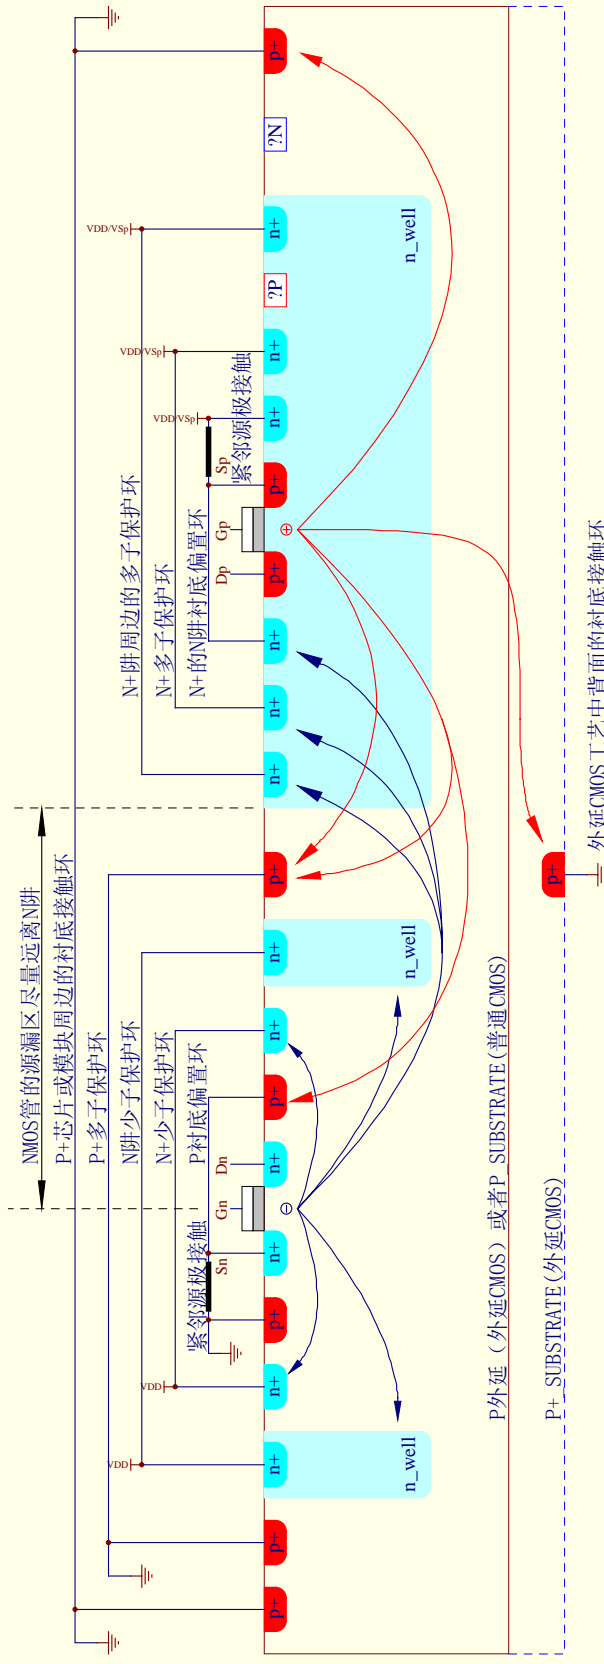 NMOS管的源漏区尽量远离N阱
P+芯片或模块周边的衬底接触环
P+多子保护环
N阱少子保护环
N+少子保护环
P衬底偏置环
N+阱周边的多子保护环
N+多子保护环
N+的N阱衬底偏置环
VDD
VDD
VDD/VSp
VDD/VSp
VDD/VSp
紧邻源极接触
紧邻源极接触
Sn
Gn
Dn
Dp
Gp
Sp
p+
p+
n+
n+
p+
n+
n+
p+
n+
n+
p+
n+
n+
n+
p+
p+
n+
n+
?P
n+
?N
p+
n_well
n_well
n_well
P外延（外延CMOS）或者P_SUBSTRATE(普通CMOS)
P+_SUBSTRATE(外延CMOS)
p+
外延CMOS工艺中背面的衬底接触环